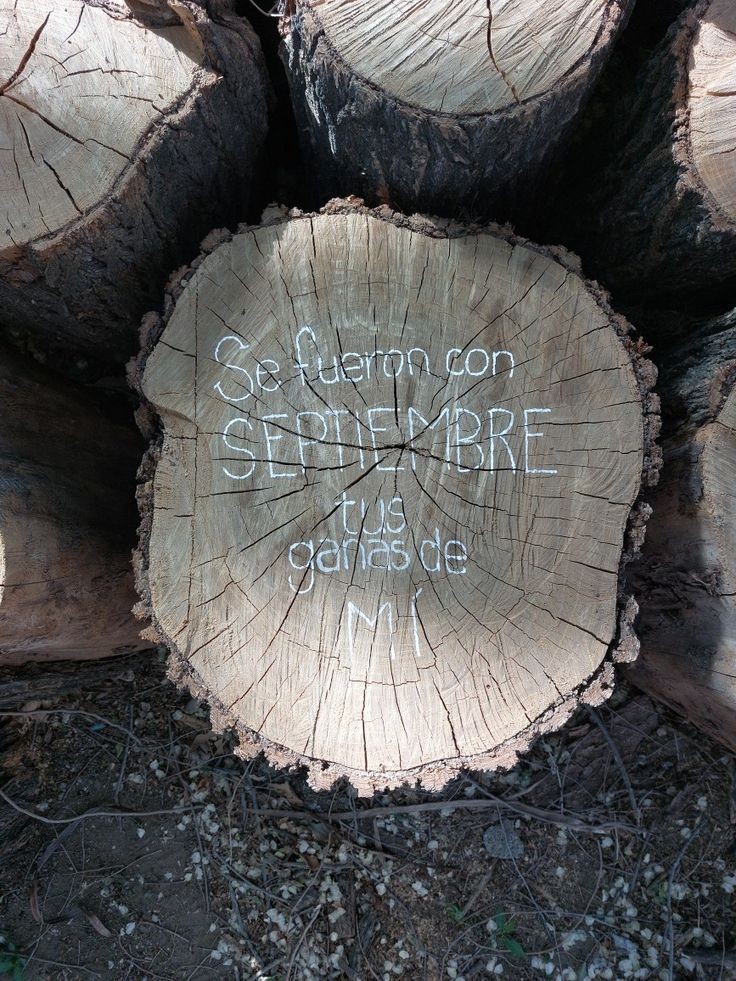 Se fueron con
SEPTIEMBRE
tus
ganas de
MÍ